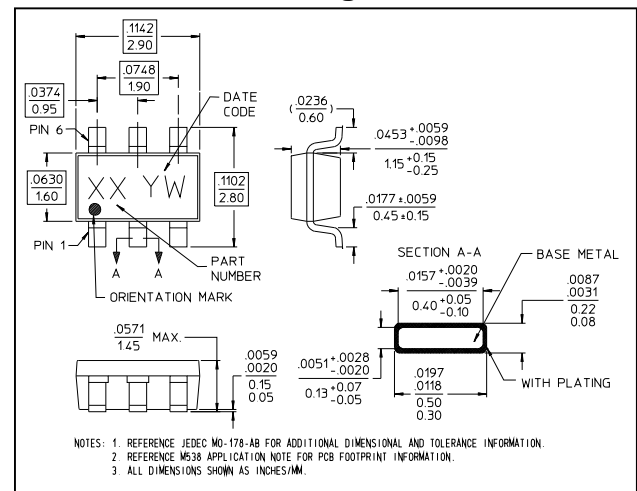 .1142
2.90
.0748
1.90
.0374
0.95
DATE
CODE
PIN 6
.0630
1.60
XX YW
.1102
2.80
PIN 1
A A
PART
NUMBER
ORIENTATION MARK
(.0236
0.60)
.0453 +.0059
-.0098
1.15 +0.15
-0.25
.0177 ±.0059
0.45 ±0.15
SECTION A-A
BASE METAL
.0157 +.0020
-.0039
0.40 +0.05
-0.10
.0087
.0031
0.22
0.08
.0571
1.45
MAX.
.0059
.0020
0.15
0.05
.0051 +.0028
-.0020
0.13 +0.07
-0.05
.0197
.0118
0.50
0.30
WITH PLATING
NOTES: 1. REFERENCE JEDEC MO-178-AB FOR ADDITIONAL DIMENSIONAL AND TOLERANCE INFORMATION.
2. REFERENCE M538 APPLICATION NOTE FOR PCB FOOTPRINT INFORMATION.
3. ALL DIMENSIONS SHOWN AS INCHES/MM.